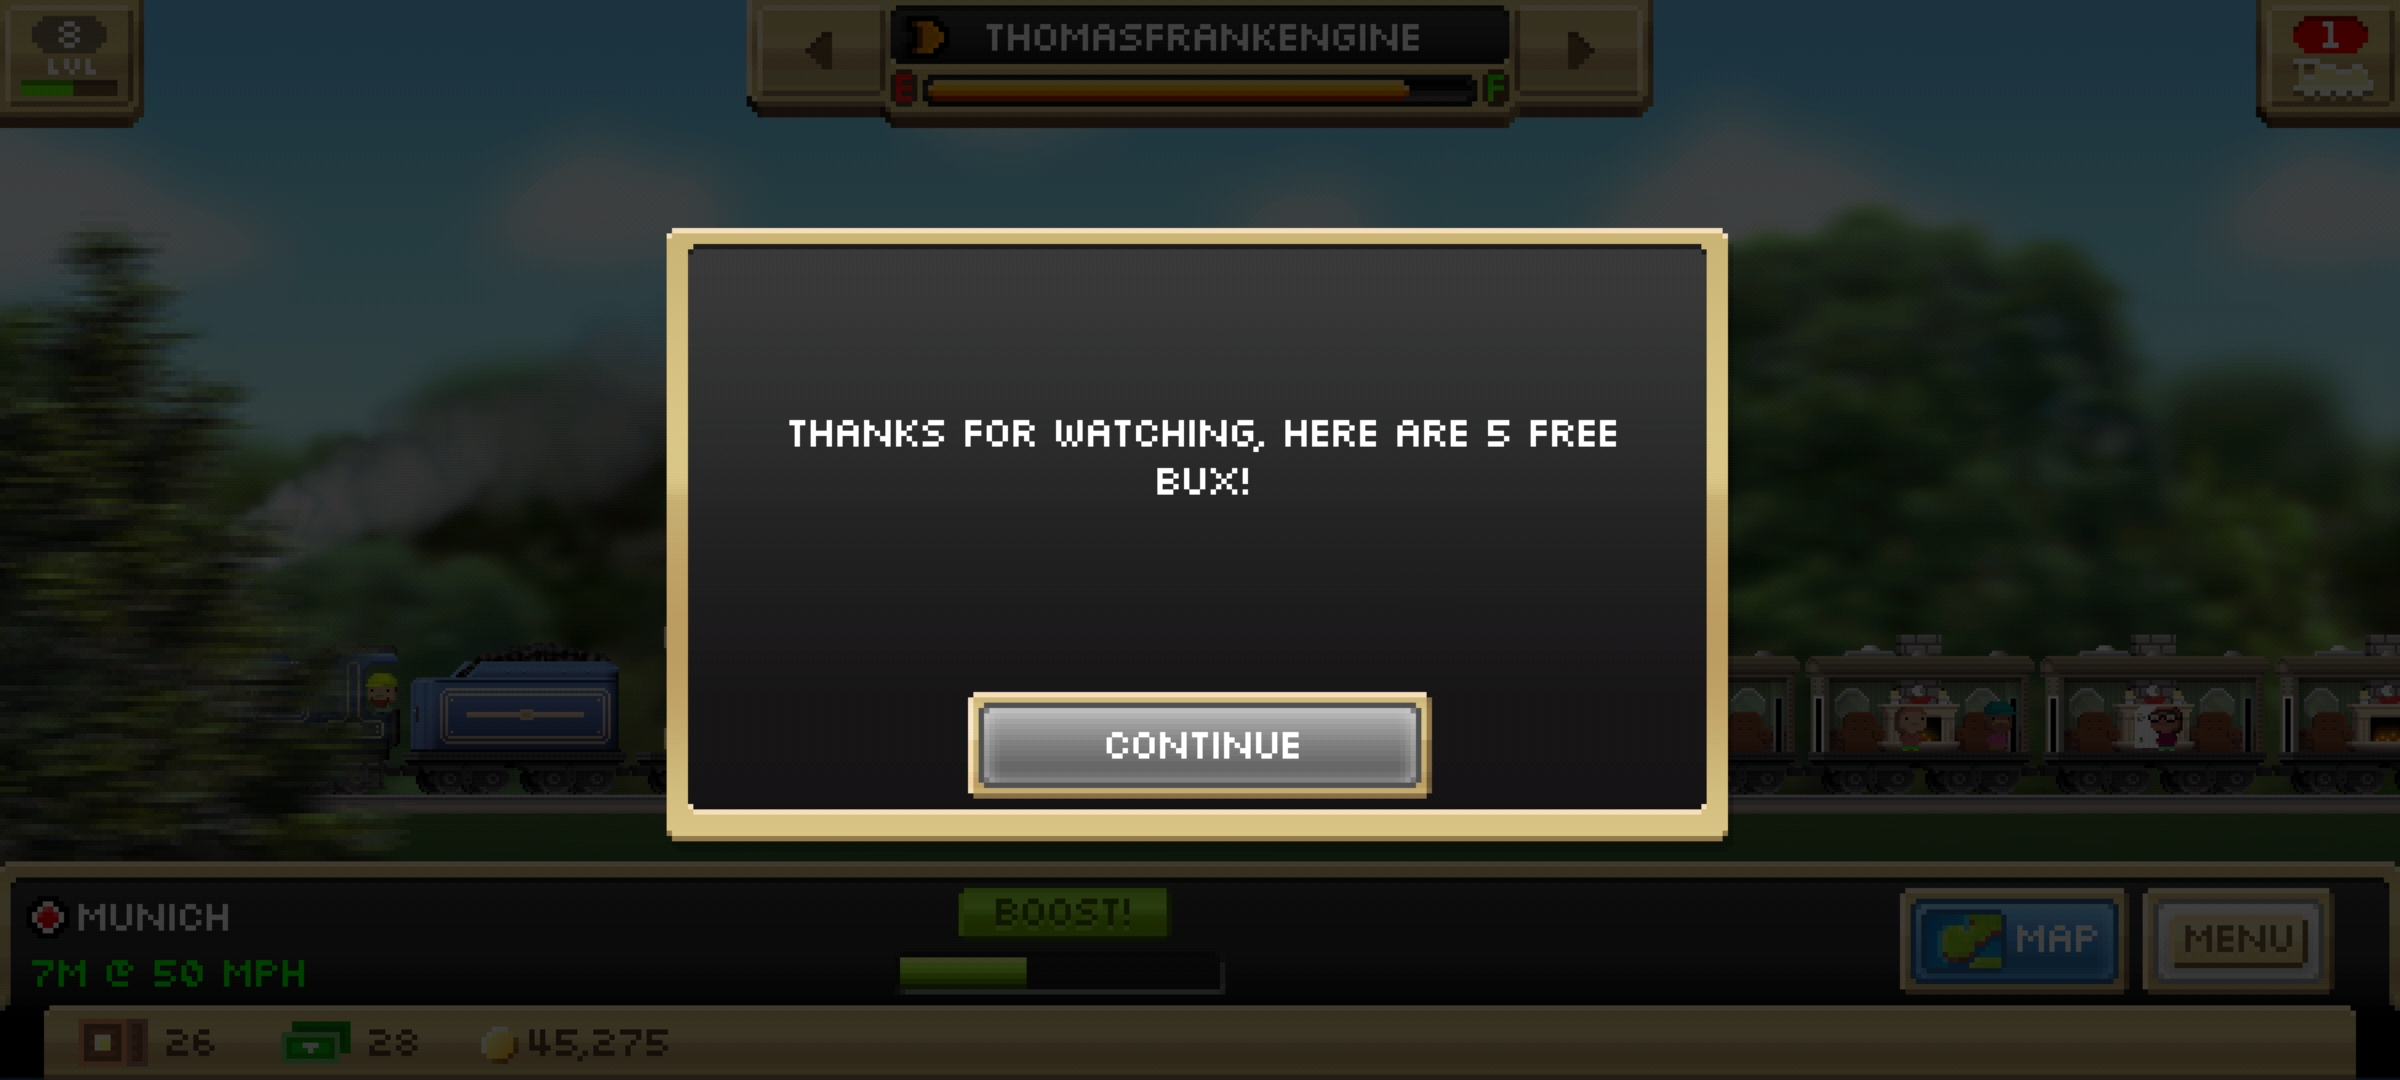 8
LVL
THOMASFRANKENGINE
E
F
1
THANKS FOR WATCHING, HERE ARE 5 FREE
BUX!
CONTINUE
MUNICH
7M @ 50 MPH
BOOST!
MAP
MENU
26
28
45,275